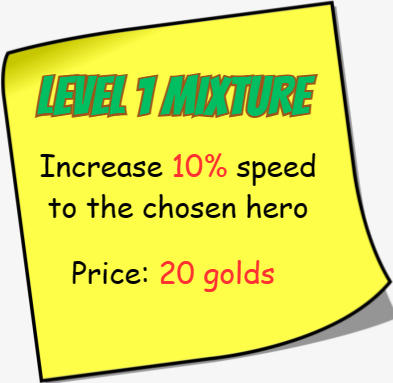 LEVEL 1 MIXTURE
Increase 10% speed
to the chosen hero
Price: 20 golds